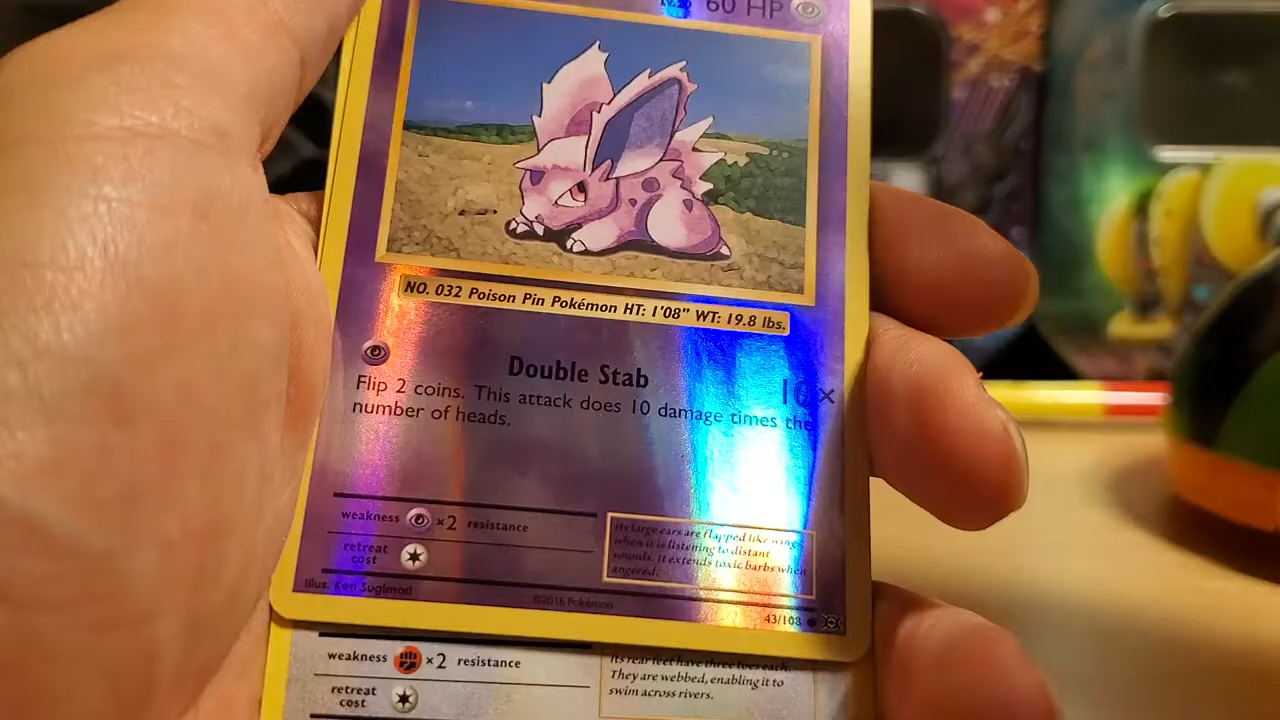 LV.25 60 HP
NO. 032 Poison Pin Pokémon HT: 1'08" WT: 19.8 lbs.
Double Stab 10×
Flip 2 coins. This attack does 10 damage times the
number of heads.
weakness ×2 resistance
retreat
cost
Its large ears are flapped like wings
when it is listening to distant
sounds. It extends toxic barbs when
angered.
Illus. Ken Sugimori
©2016 Pokémon
43/108
weakness ×2 resistance
retreat
cost
Its rear feet have three toes each.
They are webbed, enabling it to
swim across rivers.